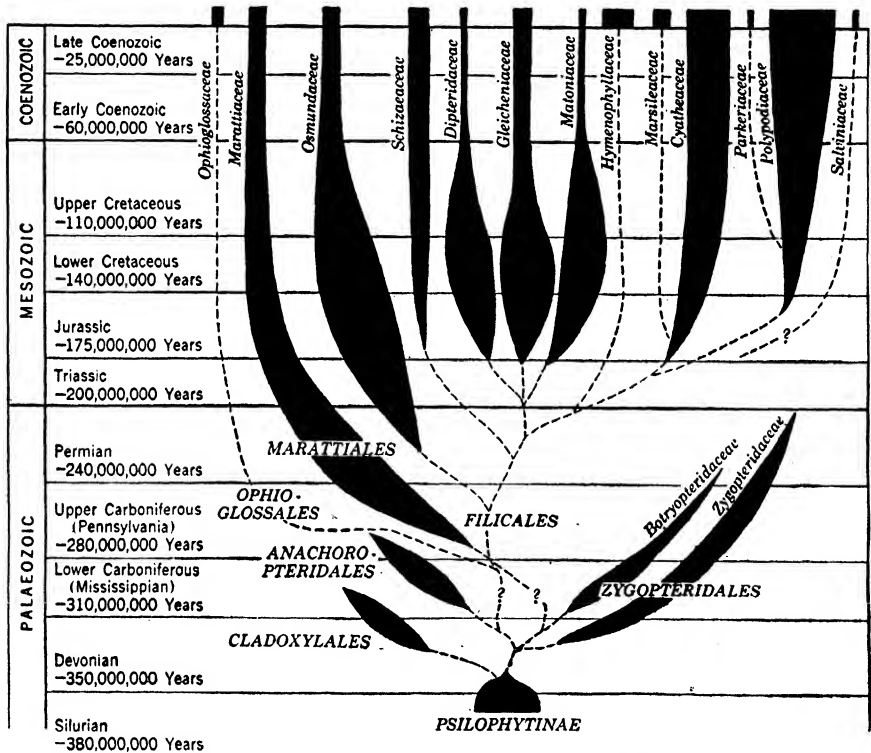 COENOZOIC
Late Coenozoic
−25,000,000 Years
Early Coenozoic
−60,000,000 Years
MESOZOIC
Upper Cretaceous
−110,000,000 Years
Lower Cretaceous
−140,000,000 Years
Jurassic
−175,000,000 Years
Triassic
−200,000,000 Years
PALAEOZOIC
Permian
−240,000,000 Years
Upper Carboniferous
(Pennsylvania)
−280,000,000 Years
Lower Carboniferous
(Mississippian)
−310,000,000 Years
Devonian
−350,000,000 Years
Silurian
−380,000,000 Years
Ophioglossaceae
Marattiaceae
Osmundaceae
Schizaeaceae
Dipteridaceae
Gleicheniaceae
Matoniaceae
Hymenophyllaceae
Marsileaceae
Cyatheaceae
Parkeriaceae
Polypodiaceae
Salviniaceae
?
MARATTIALES
OPHIO-
GLOSSALES
FILICALES
Botryopteridaceae
Zygopteridaceae
ANACHORO-
PTERIDALES
?
?
ZYGOPTERIDALES
CLADOXYLALES
PSILOPHYTINAE